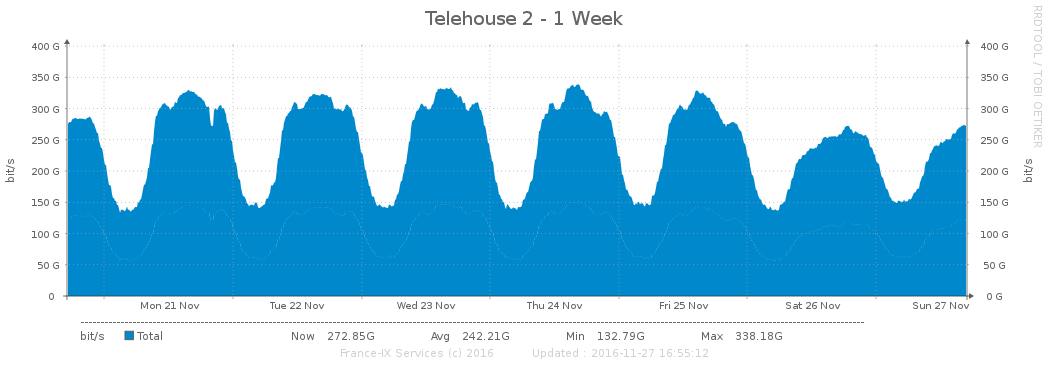 Telehouse 2 - 1 Week
RRDTOOL / TOBI OETIKER
400 G 400 G
350 G 350 G
300 G 300 G
250 G 250 G
200 G 200 G
150 G 150 G
100 G 100 G
50 G 50 G
0 0 G
bit/s bit/s
Mon 21 Nov Tue 22 Nov Wed 23 Nov Thu 24 Nov Fri 25 Nov Sat 26 Nov Sun 27 Nov
bit/s Total Now 272.85G Avg 242.21G Min 132.79G Max 338.18G
France-IX Services (c) 2016 Updated : 2016-11-27 16:55:12